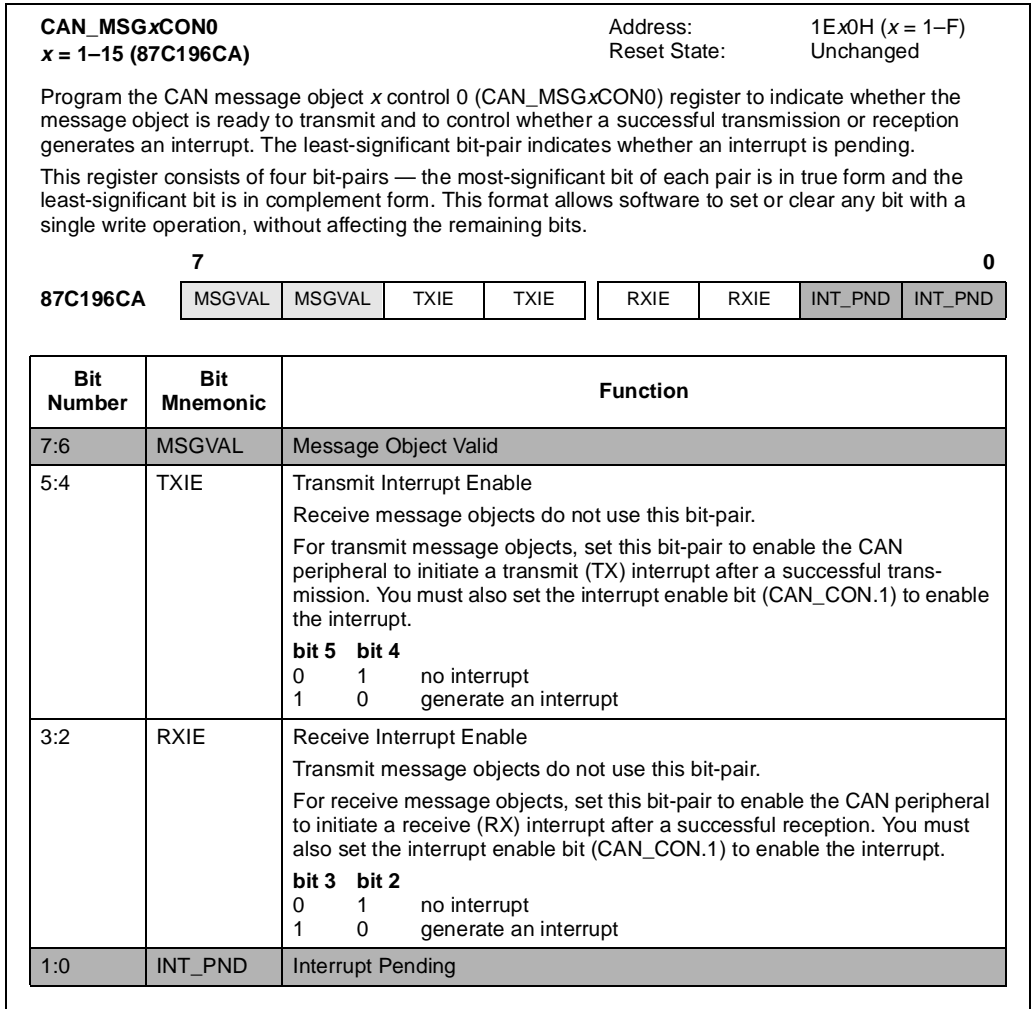 CAN_MSGxCON0
x = 1–15 (87C196CA)
Address: 1Ex0H (x = 1–F)
Reset State: Unchanged
Program the CAN message object x control 0 (CAN_MSGxCON0) register to indicate whether the
message object is ready to transmit and to control whether a successful transmission or reception
generates an interrupt. The least-significant bit-pair indicates whether an interrupt is pending.
This register consists of four bit-pairs — the most-significant bit of each pair is in true form and the
least-significant bit is in complement form. This format allows software to set or clear any bit with a
single write operation, without affecting the remaining bits.
7 0
87C196CA MSGVAL MSGVAL TXIE TXIE RXIE RXIE INT_PND INT_PND
Bit Number Bit Mnemonic Function
7:6 MSGVAL Message Object Valid
5:4 TXIE Transmit Interrupt Enable
Receive message objects do not use this bit-pair.
For transmit message objects, set this bit-pair to enable the CAN
peripheral to initiate a transmit (TX) interrupt after a successful trans-
mission. You must also set the interrupt enable bit (CAN_CON.1) to enable
the interrupt.
bit 5 bit 4
0 1 no interrupt
1 0 generate an interrupt
3:2 RXIE Receive Interrupt Enable
Transmit message objects do not use this bit-pair.
For receive message objects, set this bit-pair to enable the CAN peripheral
to initiate a receive (RX) interrupt after a successful reception. You must
also set the interrupt enable bit (CAN_CON.1) to enable the interrupt.
bit 3 bit 2
0 1 no interrupt
1 0 generate an interrupt
1:0 INT_PND Interrupt Pending